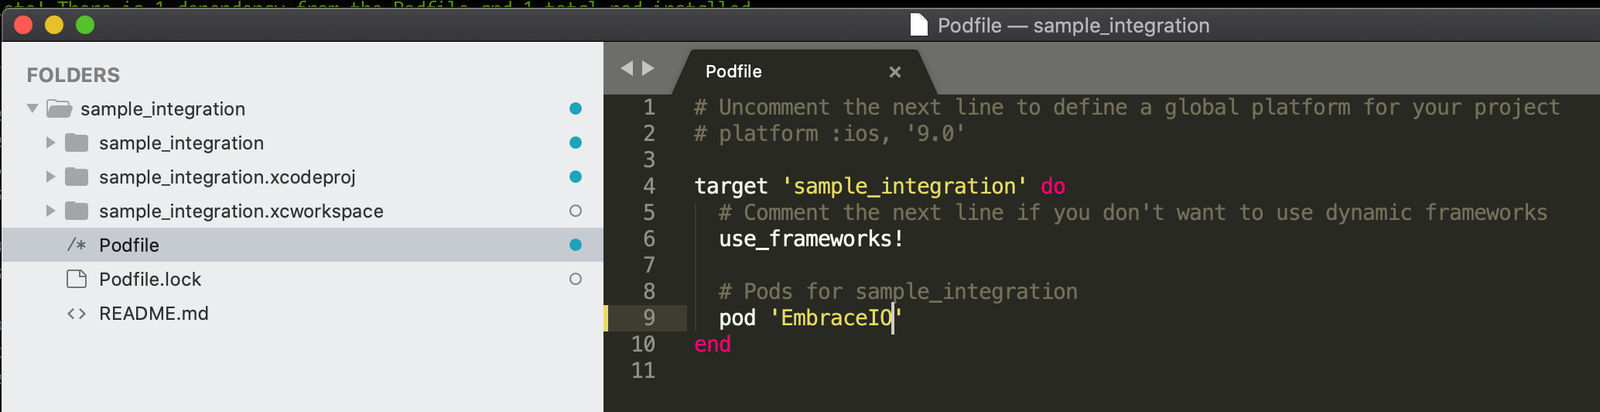 ete! There is 1 dependency from the Podfile and 1 total pod installed
Podfile — sample_integration
FOLDERS
sample_integration
sample_integration
sample_integration.xcodeproj
sample_integration.xcworkspace
/* Podfile
Podfile.lock
<> README.md
Podfile ×
1 # Uncomment the next line to define a global platform for your project
2 # platform :ios, '9.0'
3
4 target 'sample_integration' do
5 # Comment the next line if you don't want to use dynamic frameworks
6 use_frameworks!
7
8 # Pods for sample_integration
9 pod 'EmbraceIO'
10 end
11